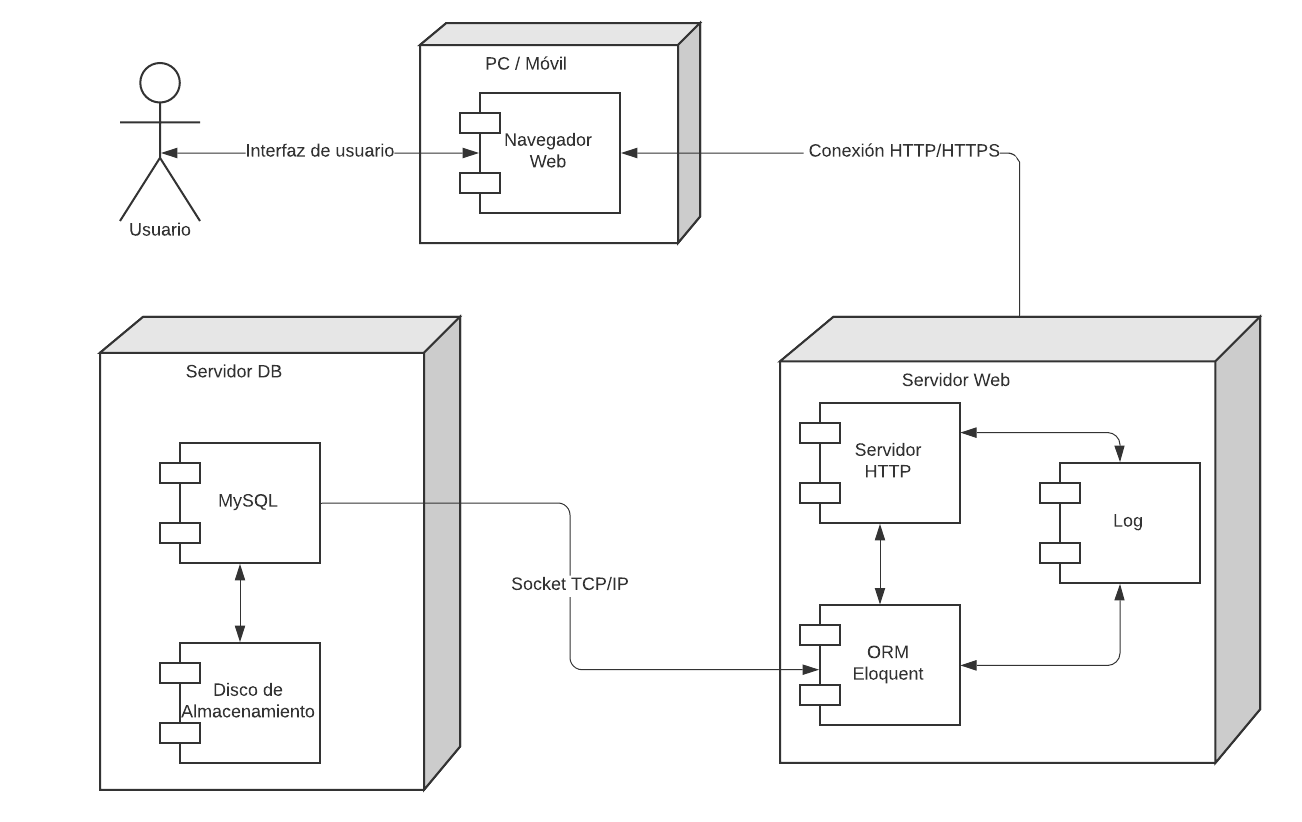 PC / Móvil
Navegador
Web
Interfaz de usuario
Conexión HTTP/HTTPS
Usuario
Servidor DB
Servidor Web
Servidor
HTTP
MySQL
Log
Socket TCP/IP
ORM
Eloquent
Disco de
Almacenamiento